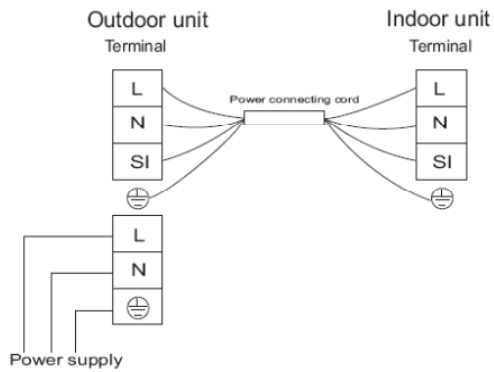 Outdoor unit
Indoor unit
Terminal
Terminal
Power connecting cord
L
L
N
N
SI
SI
L
N
Power supply